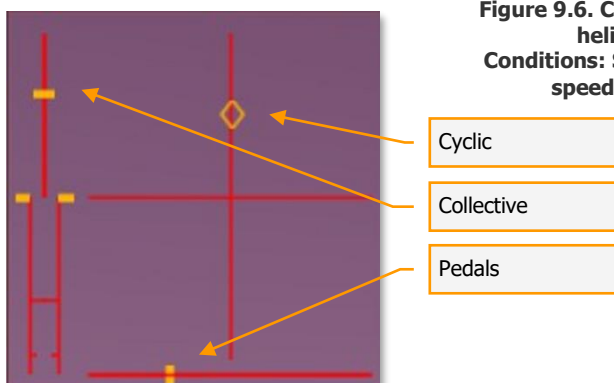 Figure 9.6. C
heli
Conditions: S
speed
Cyclic
Collective
Pedals